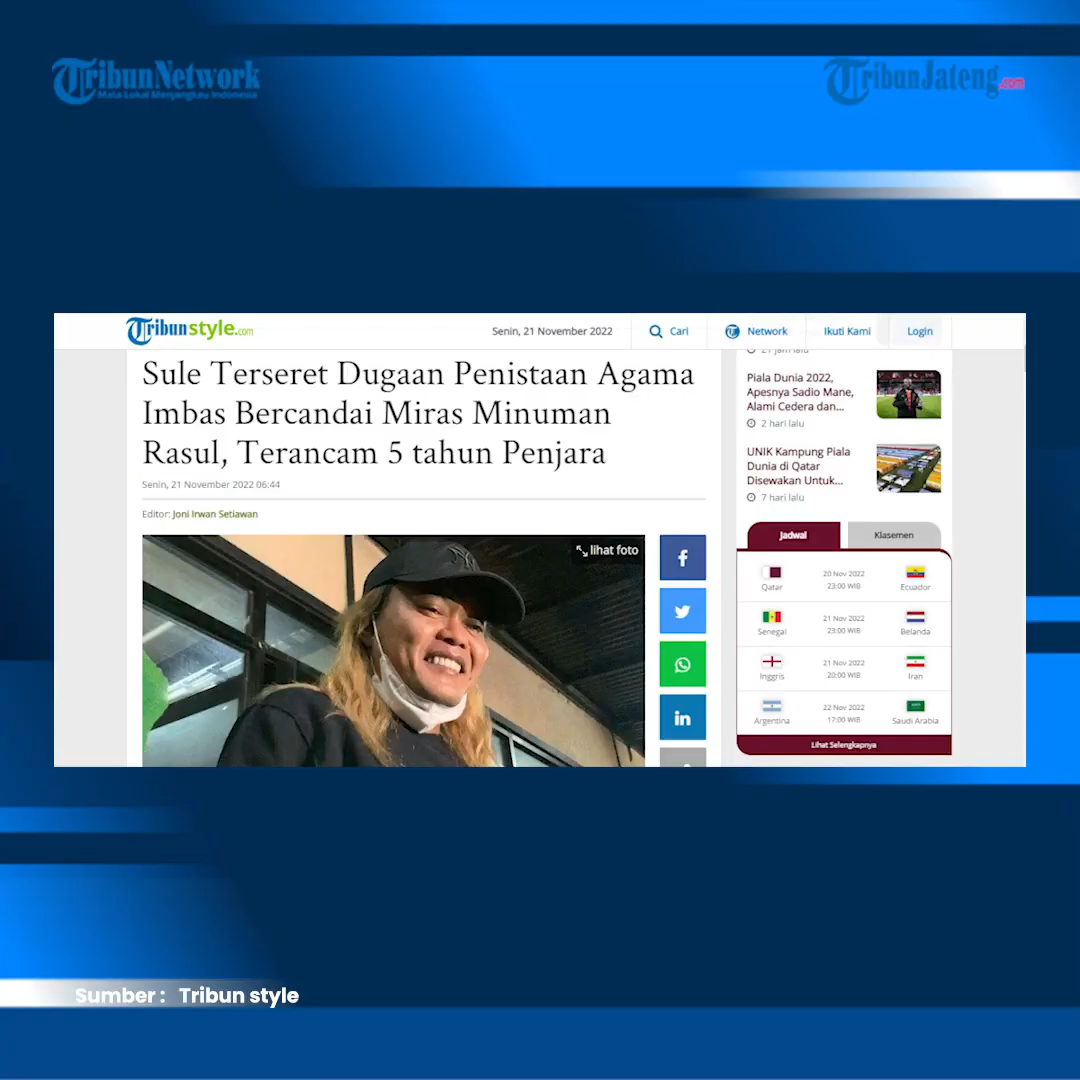 TribunNetwork
Mata Lokal Menjangkau Indonesia
TribunJateng.com
Tribunstyle.com
Senin, 21 November 2022
Cari
Network
Ikuti Kami
Login
Sule Terseret Dugaan Penistaan Agama
Imbas Bercandai Miras Minuman
Rasul, Terancam 5 tahun Penjara
Senin, 21 November 2022 06:44
Editor: Joni Irwan Setiawan
lihat foto
21 jam lalu
Piala Dunia 2022,
Apesnya Sadio Mane,
Alami Cedera dan...
2 hari lalu
UNIK Kampung Piala
Dunia di Qatar
Disewakan Untuk...
7 hari lalu
Jadwal
Klasemen
Qatar
20 Nov 2022
23:00 WIB
Ecuador
Senegal
21 Nov 2022
23:00 WIB
Belanda
Inggris
21 Nov 2022
20:00 WIB
Iran
Argentina
22 Nov 2022
17:00 WIB
Saudi Arabia
Lihat Selengkapnya
Sumber : Tribun style